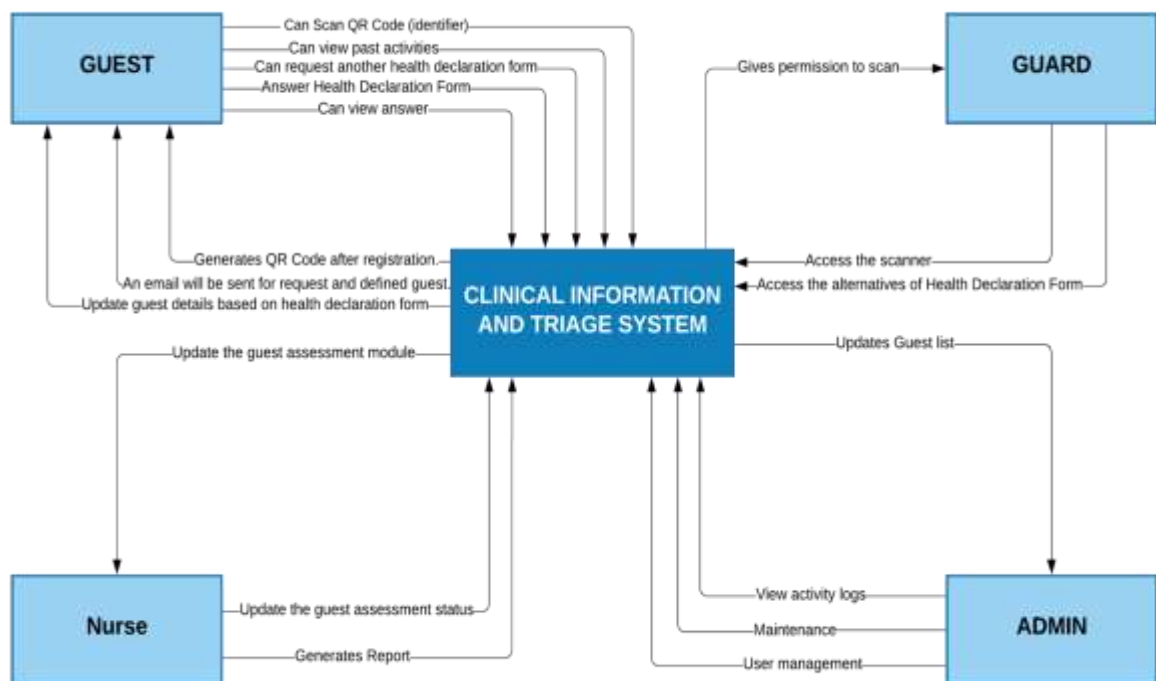 Can Scan QR Code (identifier)
Can view past activities
GUEST
Can request another health declaration form
Answer Health Declaration Form
Can view answer
Gives permission to scan
GUARD
Generates QR Code after registration.
An email will be sent for request and defined guest.
Update guest details based on health declaration form
CLINICAL INFORMATION
AND TRIAGE SYSTEM
Access the scanner
Access the alternatives of Health Declaration Form
Update the guest assessment module
Updates Guest list
Nurse
Update the guest assessment status
Generates Report
View activity logs
Maintenance
User management
ADMIN